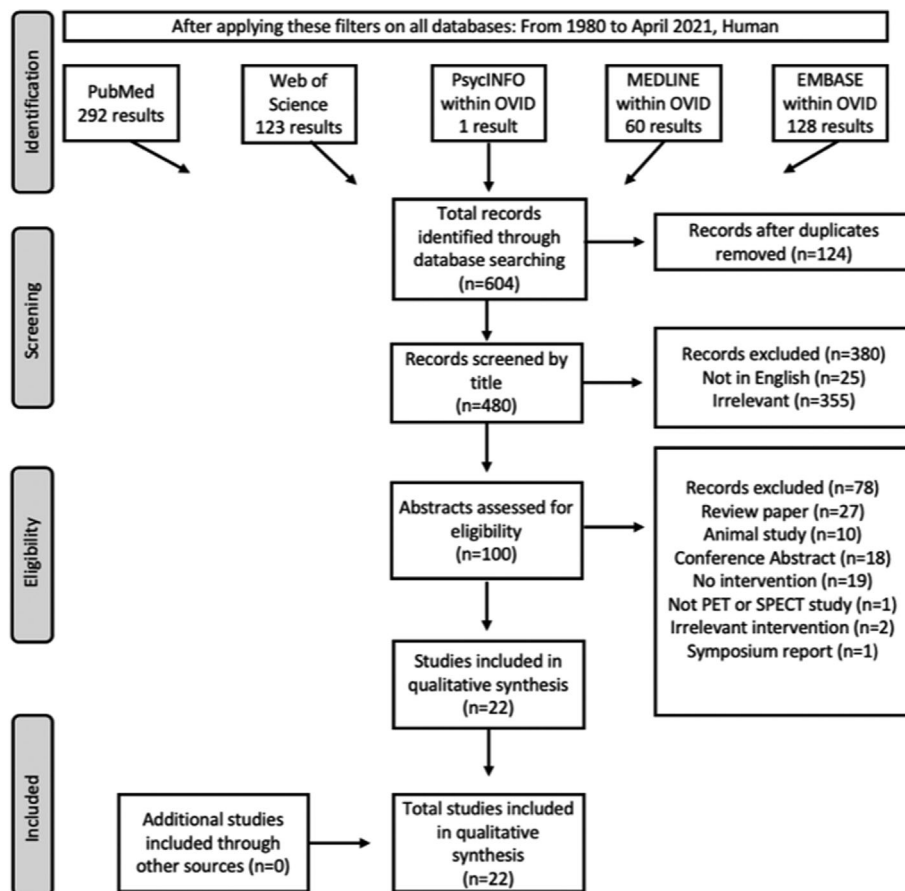 Identification
After applying these filters on all databases: From 1980 to April 2021, Human
PubMed
292 results
Web of
Science
123 results
PsycINFO
within OVID
1 result
MEDLINE
within OVID
60 results
EMBASE
within OVID
128 results
Screening
Total records
identified through
database searching
(n=604)
Records after duplicates
removed (n=124)
Records screened by
title
(n=480)
Records excluded (n=380)
Not in English (n=25)
Irrelevant (n=355)
Eligibility
Abstracts assessed for
eligibility
(n=100)
Records excluded (n=78)
Review paper (n=27)
Animal study (n=10)
Conference Abstract (n=18)
No intervention (n=19)
Not PET or SPECT study (n=1)
Irrelevant intervention (n=2)
Symposium report (n=1)
Studies included in
qualitative synthesis
(n=22)
Included
Additional studies
included through
other sources (n=0)
Total studies included
in qualitative
synthesis
(n=22)